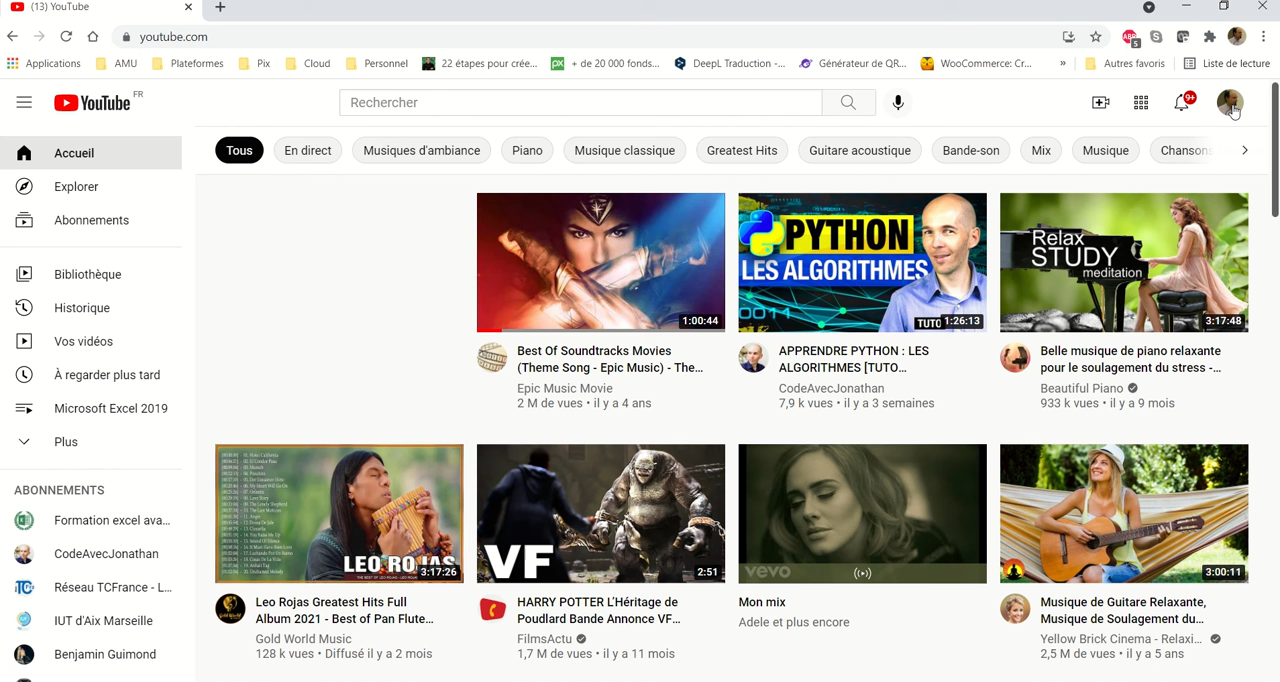 (13) YouTube
youtube.com
ABP
5
Applications
AMU
Plateformes
Pix
Cloud
Personnel
22 étapes pour crée...
px
+ de 20 000 fonds...
DeepL Traduction -...
Générateur de QR...
WooCommerce: Cr...
»
Autres favoris
Liste de lecture
YouTube FR
Rechercher
9+
Accueil
Explorer
Abonnements
Bibliothèque
Historique
Vos vidéos
À regarder plus tard
Microsoft Excel 2019
Plus
ABONNEMENTS
Formation excel ava...
CodeAvecJonathan
Réseau TCFrance - L...
IUT d'Aix Marseille
Benjamin Guimond
Tous
En direct
Musiques d'ambiance
Piano
Musique classique
Greatest Hits
Guitare acoustique
Bande-son
Mix
Musique
Chansons
1:00:44
Best Of Soundtracks Movies
(Theme Song - Epic Music) - The...
Epic Music Movie
2 M de vues • il y a 4 ans
PYTHON
LES ALGORITHMES
TUTO
1:26:13
APPRENDRE PYTHON : LES
ALGORITHMES [TUTO...
CodeAvecJonathan
7,9 k vues • il y a 3 semaines
Relax
STUDY
meditation
3:17:48
Belle musique de piano relaxante
pour le soulagement du stress -...
Beautiful Piano
933 k vues • il y a 9 mois
LEO ROJAS
3:17:26
Leo Rojas Greatest Hits Full
Album 2021 - Best of Pan Flute...
Gold World Music
128 k vues • Diffusé il y a 2 mois
VF
2:51
HARRY POTTER L'Héritage de
Poudlard Bande Annonce VF...
FilmsActu
1,7 M de vues • il y a 11 mois
vevo
Mon mix
Adele et plus encore
3:00:11
Musique de Guitare Relaxante,
Musique de Soulagement du...
Yellow Brick Cinema - Relaxi...
2,5 M de vues • il y a 5 ans